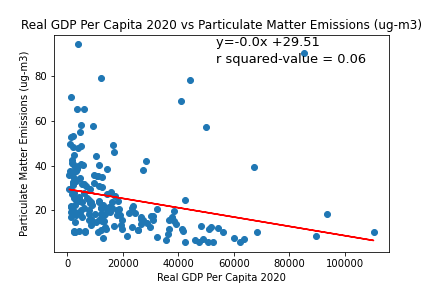 Real GDP Per Capita 2020 vs Particulate Matter Emissions (ug-m3)
y=-0.0x +29.51
r squared-value = 0.06
Particulate Matter Emissions (ug-m3)
80
60
40
20
0 20000 40000 60000 80000 100000
Real GDP Per Capita 2020